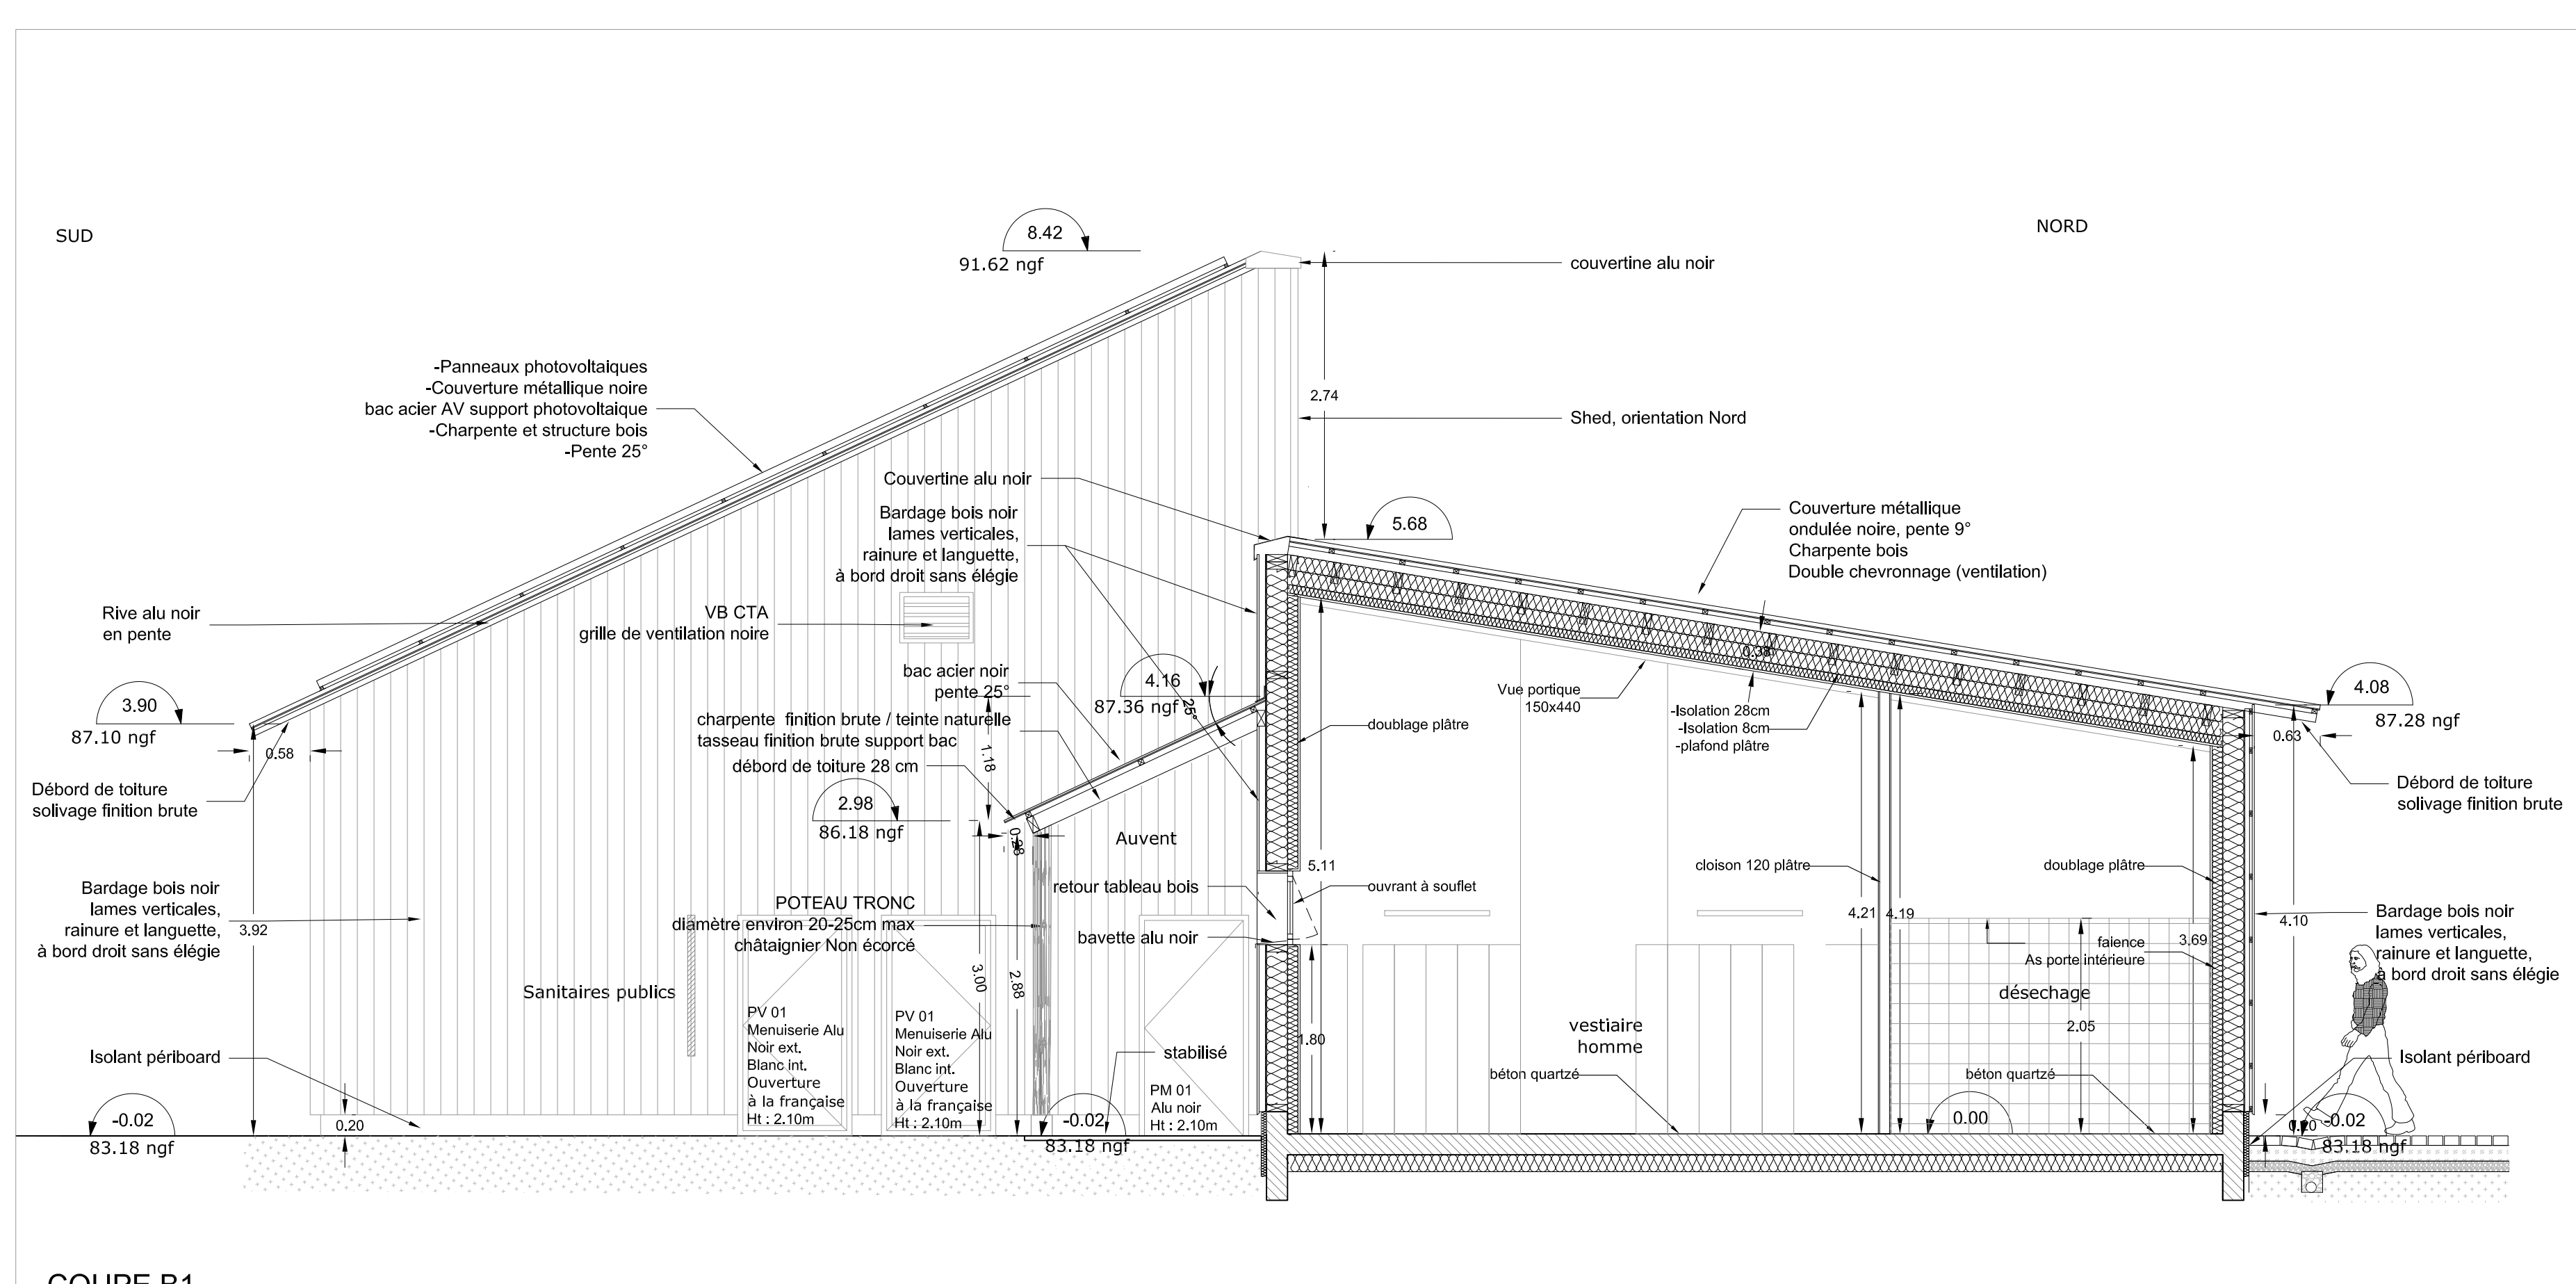 SUD
NORD
8.42
91.62 ngf
couvertine alu noir
-Panneaux photovoltaiques
-Couverture métallique noire
bac acier AV support photovoltaique
-Charpente et structure bois
-Pente 25°
2.74
Shed, orientation Nord
Couvertine alu noir
Bardage bois noir
lames verticales,
rainure et languette,
à bord droit sans élégie
5.68
Couverture métallique
ondulée noire, pente 9°
Charpente bois
Double chevronnage (ventilation)
Rive alu noir
en pente
VB CTA
grille de ventilation noire
3.90
87.10 ngf
0.58
bac acier noir
pente 25°
4.16
87.36 ngf
25°
charpente  finition brute / teinte naturelle
tasseau finition brute support bac
1.18
débord de toiture 28 cm
2.98
86.18 ngf
0.28
0.38
Vue portique
150x440
-Isolation 28cm
-Isolation 8cm
-plafond plâtre
doublage plâtre
4.08
87.28 ngf
0.63
Débord de toiture
solivage finition brute
Débord de toiture
solivage finition brute
Auvent
Bardage bois noir
lames verticales,
rainure et languette,
à bord droit sans élégie
3.92
retour tableau bois
ouvrant à souflet
5.11
cloison 120 plâtre
doublage plâtre
POTEAU TRONC
diamètre environ 20-25cm max
châtaignier Non écorcé
bavette alu noir
4.21
4.19
faience
As porte intérieure
3.69
4.10
Bardage bois noir
lames verticales,
rainure et languette,
à bord droit sans élégie
3.00
2.88
Sanitaires publics
désechage
2.05
PV 01
Menuiserie Alu
Noir ext.
Blanc int.
Ouverture
à la française
Ht : 2.10m
PV 01
Menuiserie Alu
Noir ext.
Blanc int.
Ouverture
à la française
Ht : 2.10m
stabilisé
PM 01
Alu noir
Ht : 2.10m
1.80
vestiaire
homme
béton quartzé
béton quartzé
Isolant périboard
Isolant périboard
-0.02
83.18 ngf
0.20
-0.02
83.18 ngf
0.00
0.20
-0.02
83.18 ngf
COUPE B1